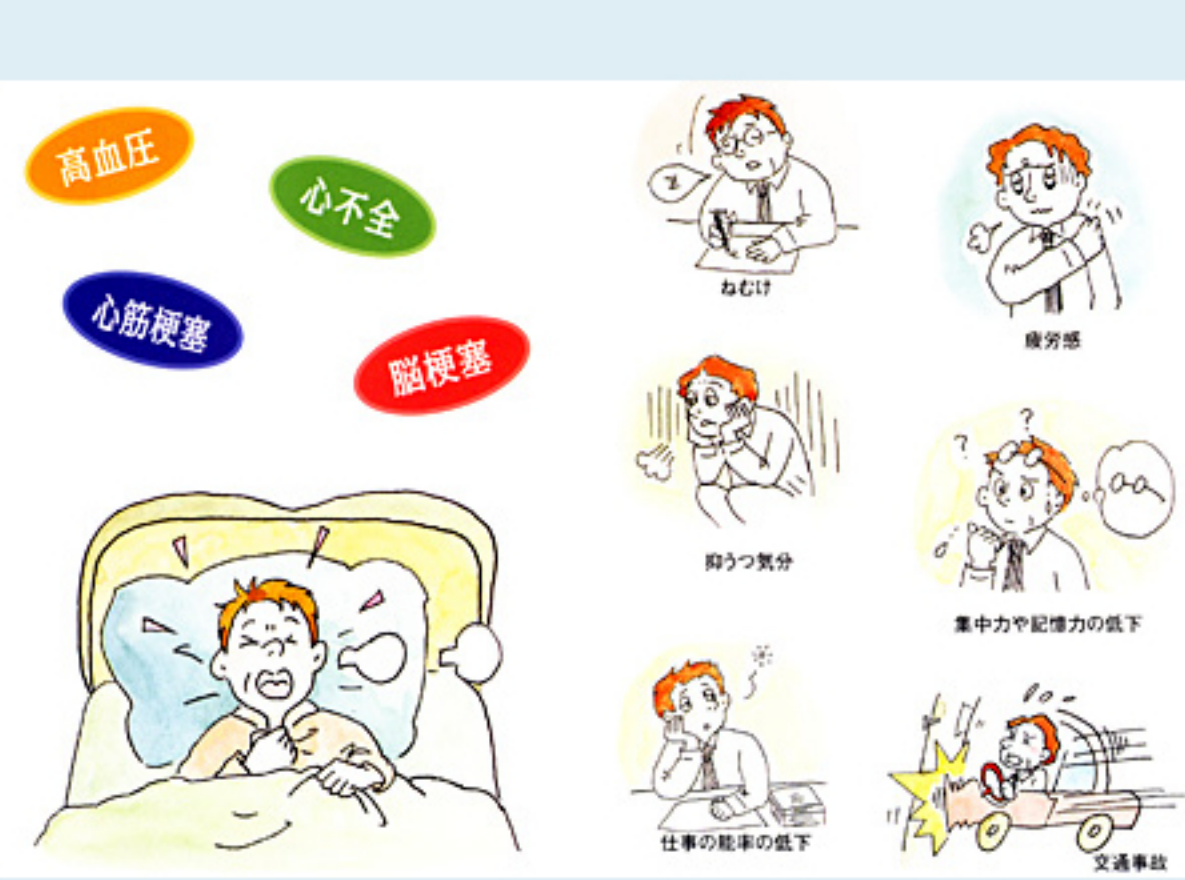 高血圧
心不全
心筋梗塞
脳梗塞
z
ねむけ
疲労感
抑うつ気分
?
?
集中力や記憶力の低下
仕事の能率の低下
交通事故